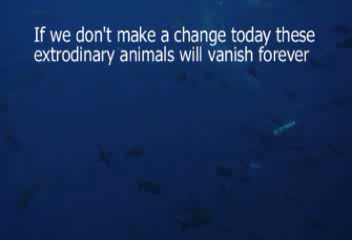 If we don't make a change today these
extrodinary animals will vanish forever